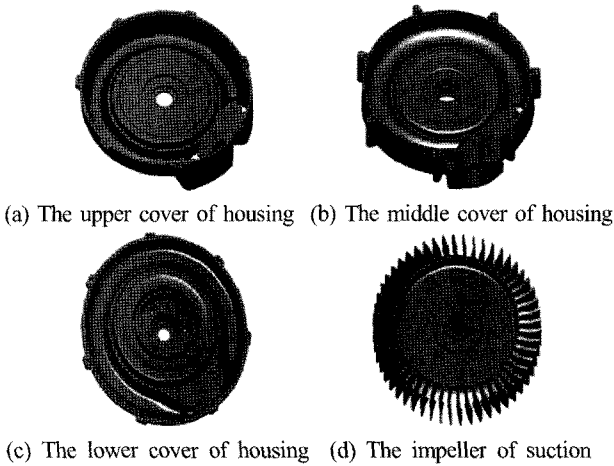 (a) The upper cover of housing (b) The middle cover of housing
(c) The lower cover of housing (d) The impeller of suction